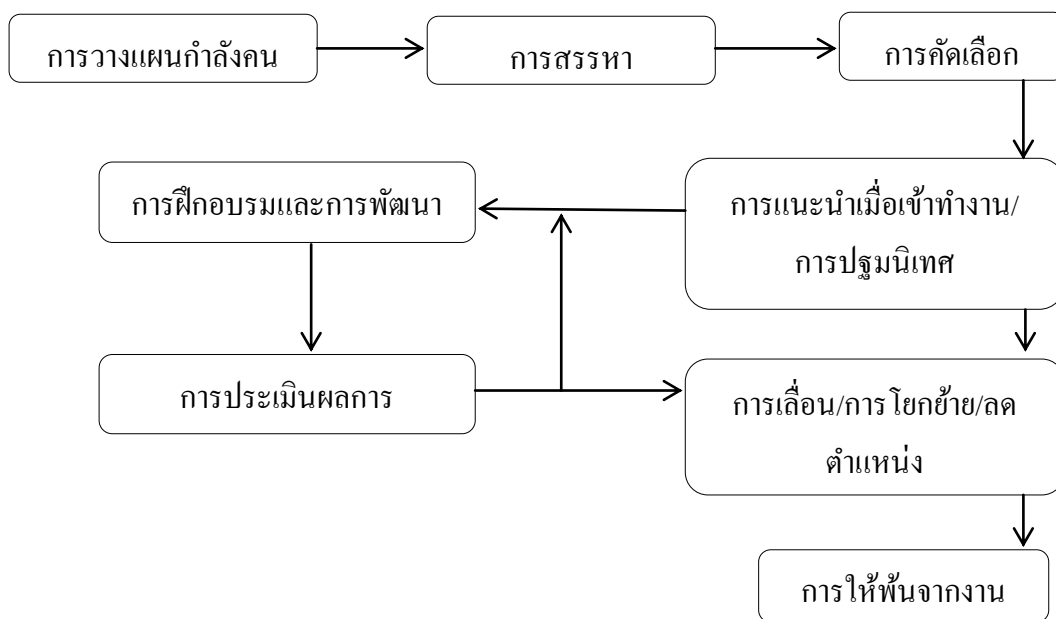 การวางแผนกำลังคน
การสรรหา
การคัดเลือก
การฝึกอบรมและการพัฒนา
การแนะนำเมื่อเข้าทำงาน/
การปฐมนิเทศ
การประเมินผลการ
การเลื่อน/การโยกย้าย/ลด
ตำแหน่ง
การให้พ้นจากงาน